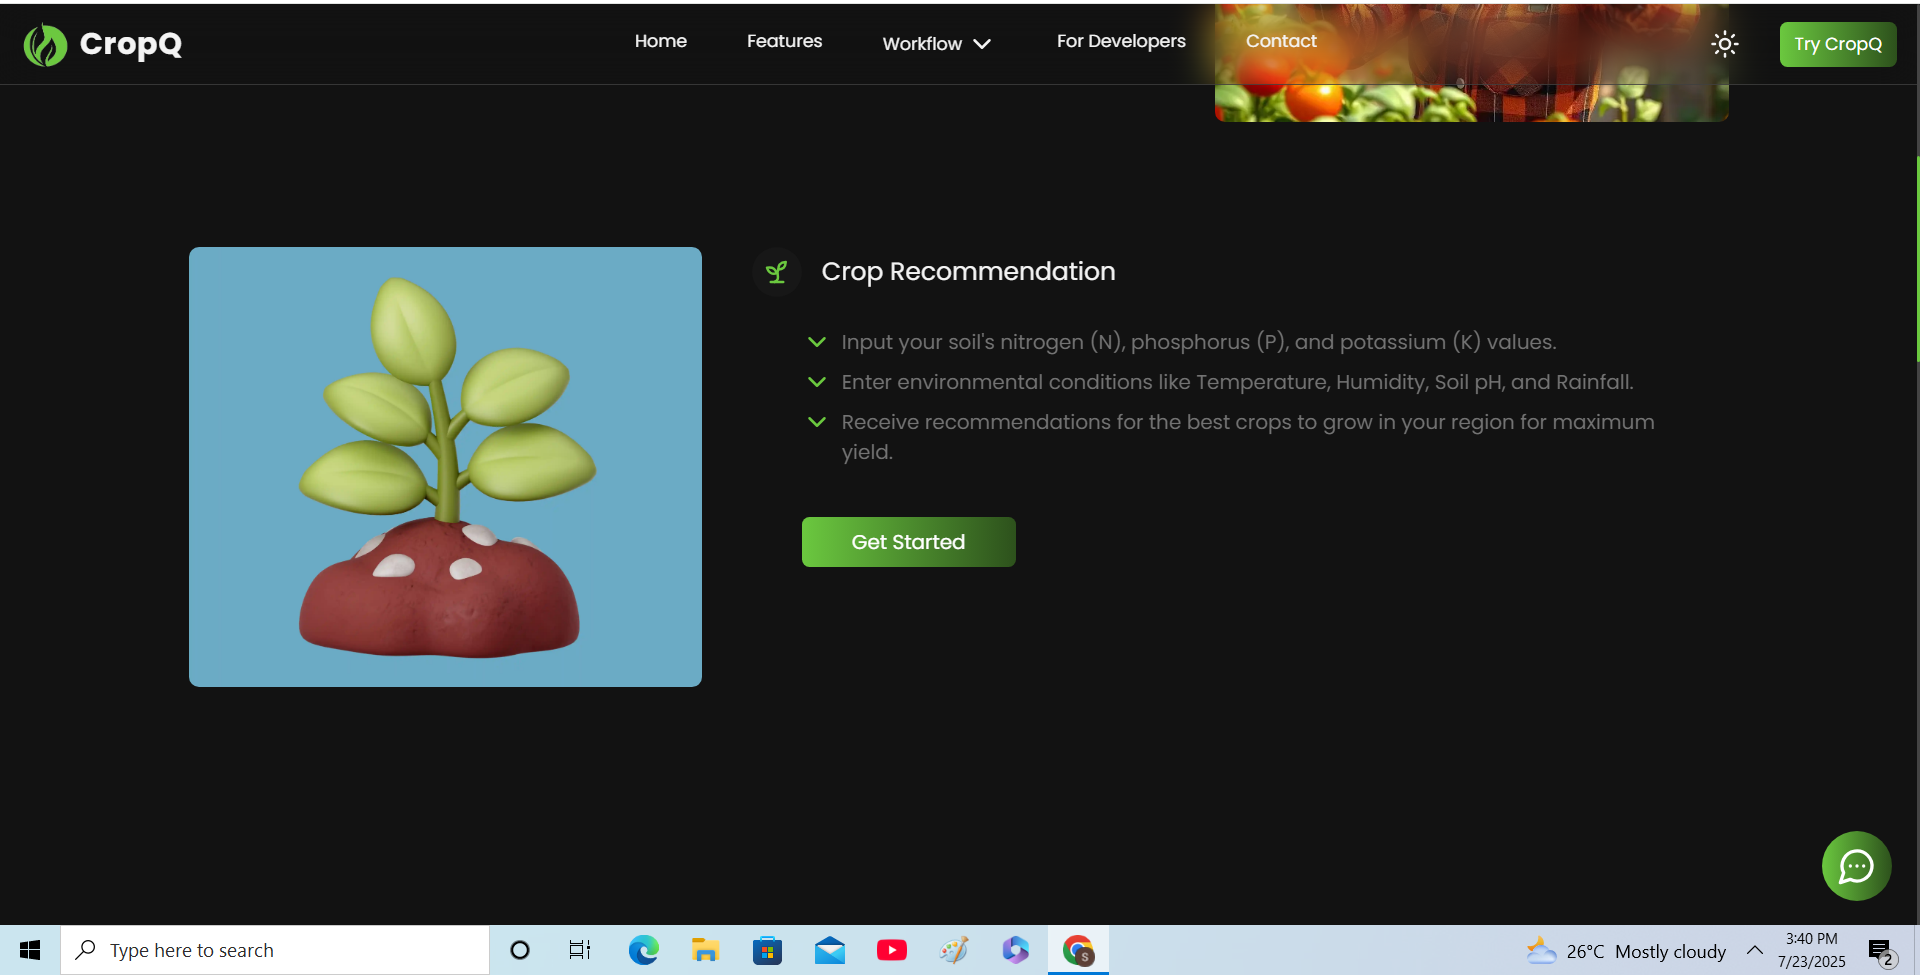 CropQ
Home
Features
Workflow
For Developers
Contact
Try CropQ
Crop Recommendation
Input your soil's nitrogen (N), phosphorus (P), and potassium (K) values.
Enter environmental conditions like Temperature, Humidity, Soil pH, and Rainfall.
Receive recommendations for the best crops to grow in your region for maximum
yield.
Get Started
Type here to search
S
26°C Mostly cloudy
3:40 PM
7/23/2025
2